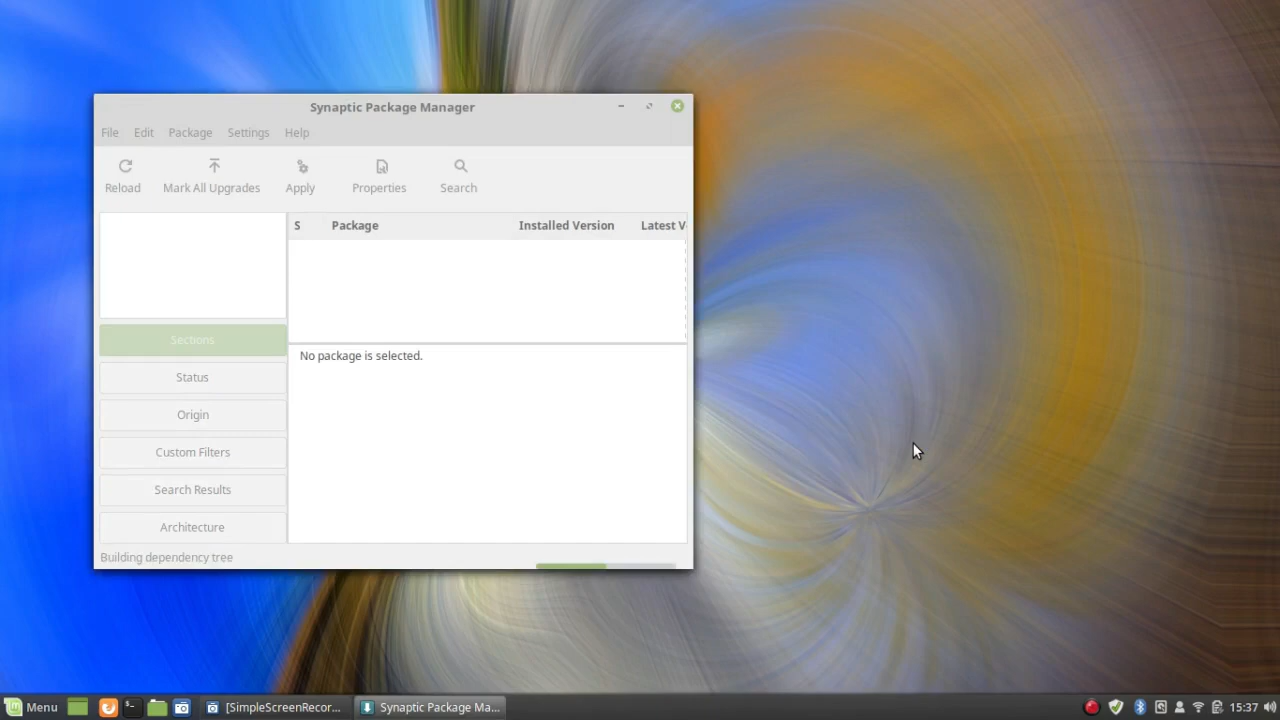 Synaptic Package Manager
File Edit Package Settings Help
Reload Mark All Upgrades Apply Properties Search
S Package Installed Version Latest V
Sections
Status
Origin
Custom Filters
Search Results
Architecture
No package is selected.
Building dependency tree
Menu [SimpleScreenRecor... Synaptic Package Ma... 15:37